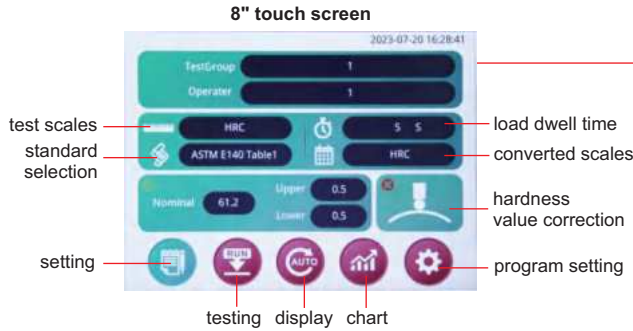 8" touch screen
2023-07-20 16:28:41
TestGroup 1
Operater 1
test scales
HRC
5 S
load dwell time
standard
selection
ASTM E140 Table1
HRC
converted scales
Nominal 61.2
Upper 0.5
Lower 0.5
hardness
value correction
setting
RUN
AUTO
program setting
testing display chart